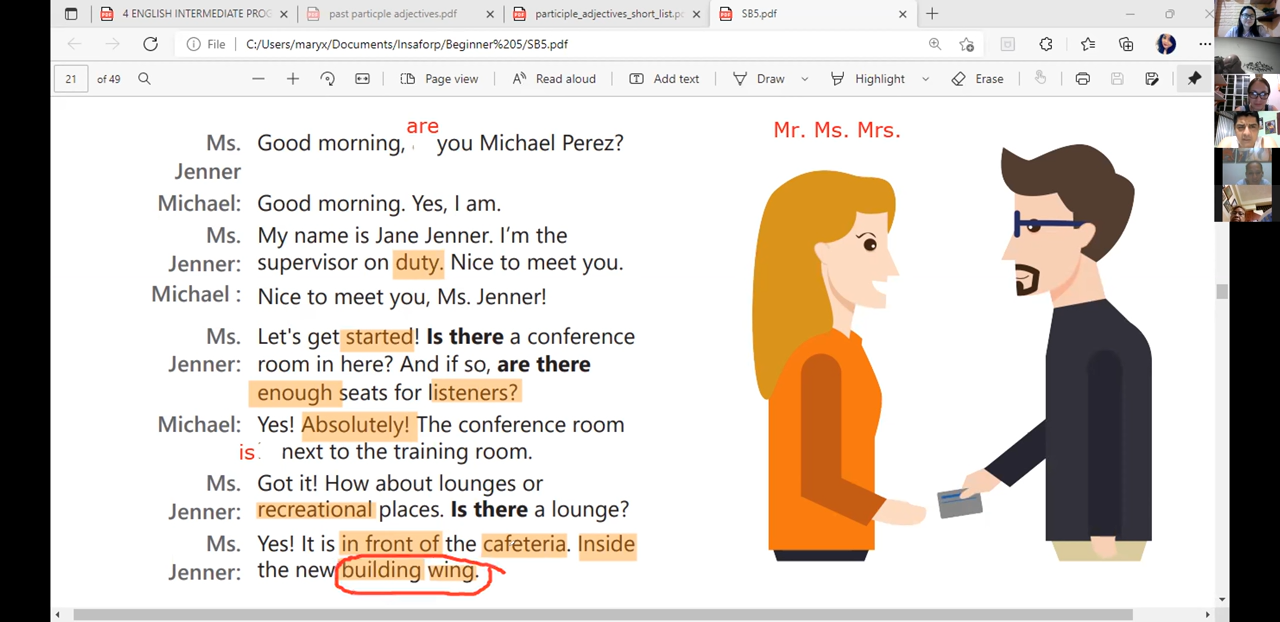 4 ENGLISH INTERMEDIATE PROG
past particple adjectives.pdf
participle_adjectives_short_list.pc
SB5.pdf
File
C:/Users/maryx/Documents/Insaforp/Beginner%205/SB5.pdf
21 of 49
Page view
Read aloud
Add text
Draw
Highlight
Erase
are
Mr. Ms. Mrs.
Ms. Good morning, you Michael Perez?
Jenner
Michael: Good morning. Yes, I am.
Ms. My name is Jane Jenner. I'm the
Jenner: supervisor on duty. Nice to meet you.
Michael : Nice to meet you, Ms. Jenner!
Ms. Let's get started! Is there a conference
Jenner: room in here? And if so, are there
enough seats for listeners?
Michael: Yes! Absolutely! The conference room
is next to the training room.
Ms. Got it! How about lounges or
Jenner: recreational places. Is there a lounge?
Ms. Yes! It is in front of the cafeteria. Inside
Jenner: the new building wing.